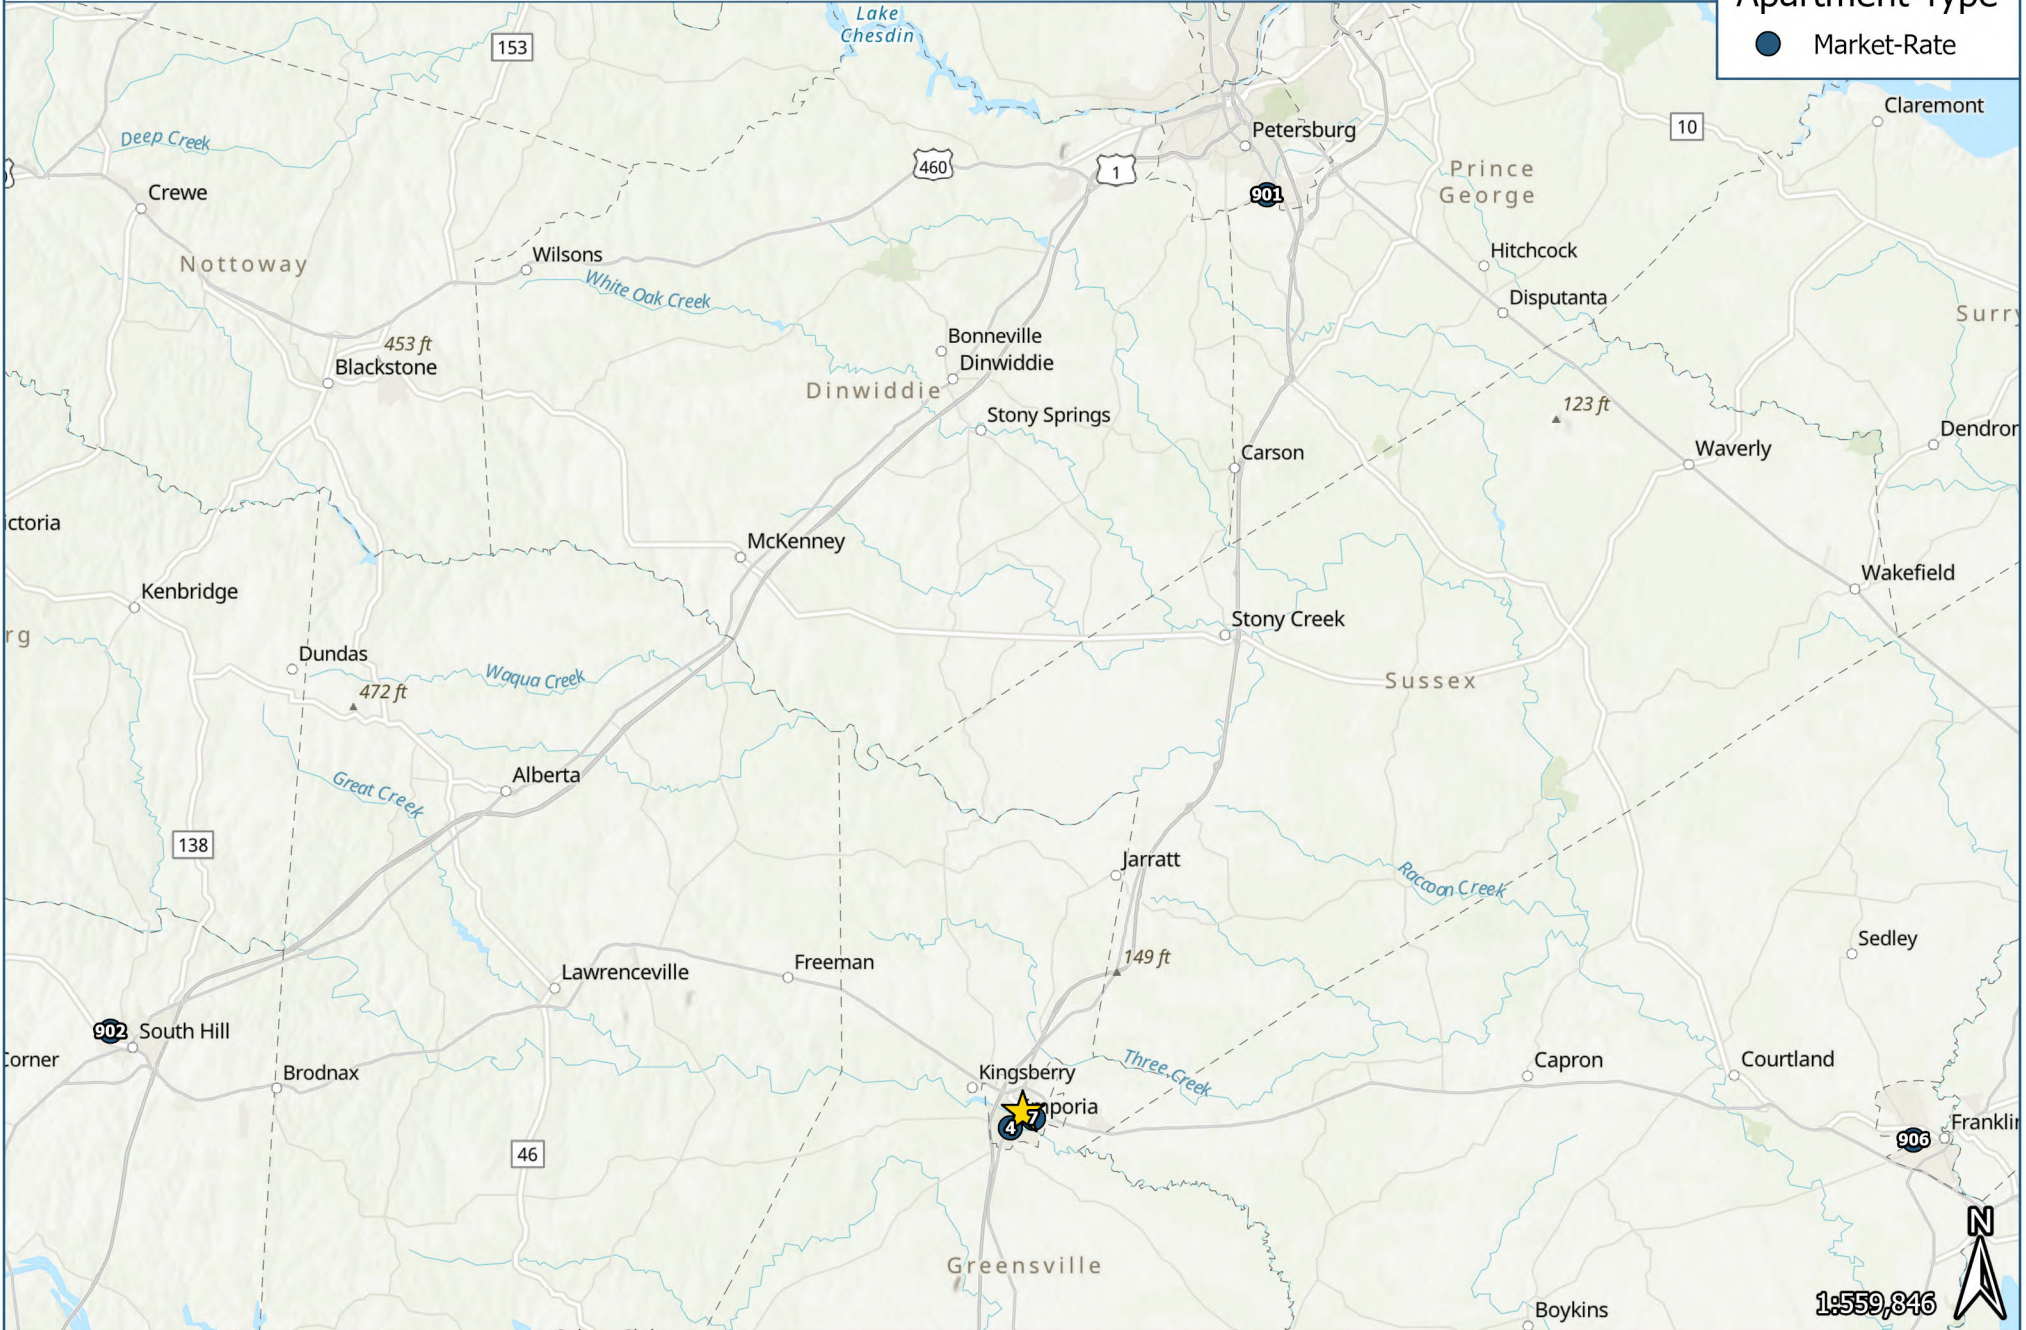 Lake
Chesdin
Apartment Type
Market-Rate
153
Claremont
10
Petersburg
Deep Creek
460
1
Prince
George
Crewe
901
Wilsons
Hitchcock
Nottoway
White Oak Creek
Disputanta
Surry
Bonneville
453 ft
Dinwiddie
Blackstone
Dinwiddie
123 ft
Stony Springs
Dendron
Carson
Waverly
ictoria
McKenney
Wakefield
Kenbridge
Stony Creek
rg
Dundas
Waqua Creek
Sussex
472 ft
Alberta
Great Creek
138
Jarratt
Raccoon Creek
Sedley
149 ft
Freeman
Lawrenceville
902
South Hill
Corner
Capron
Courtland
Kingsberry
Three Creek
Brodnax
mporia
7
4
Franklin
906
46
N
Greensville
1:559,846
Boykins